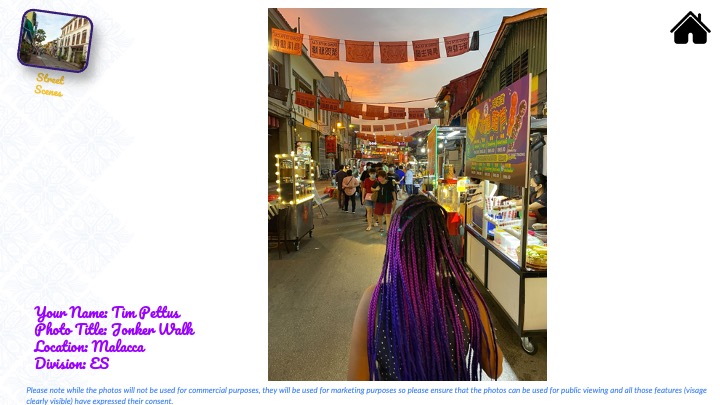 Street
Scenes
Your Name: Tim Pettus
Photo Title: Jonker Walk
Location: Malacca
Division: ES
Please note while the photos will not be used for commercial purposes, they will be used for marketing purposes so please ensure that the photos can be used for public viewing and all those features (visage
clearly visible) have expressed their consent.